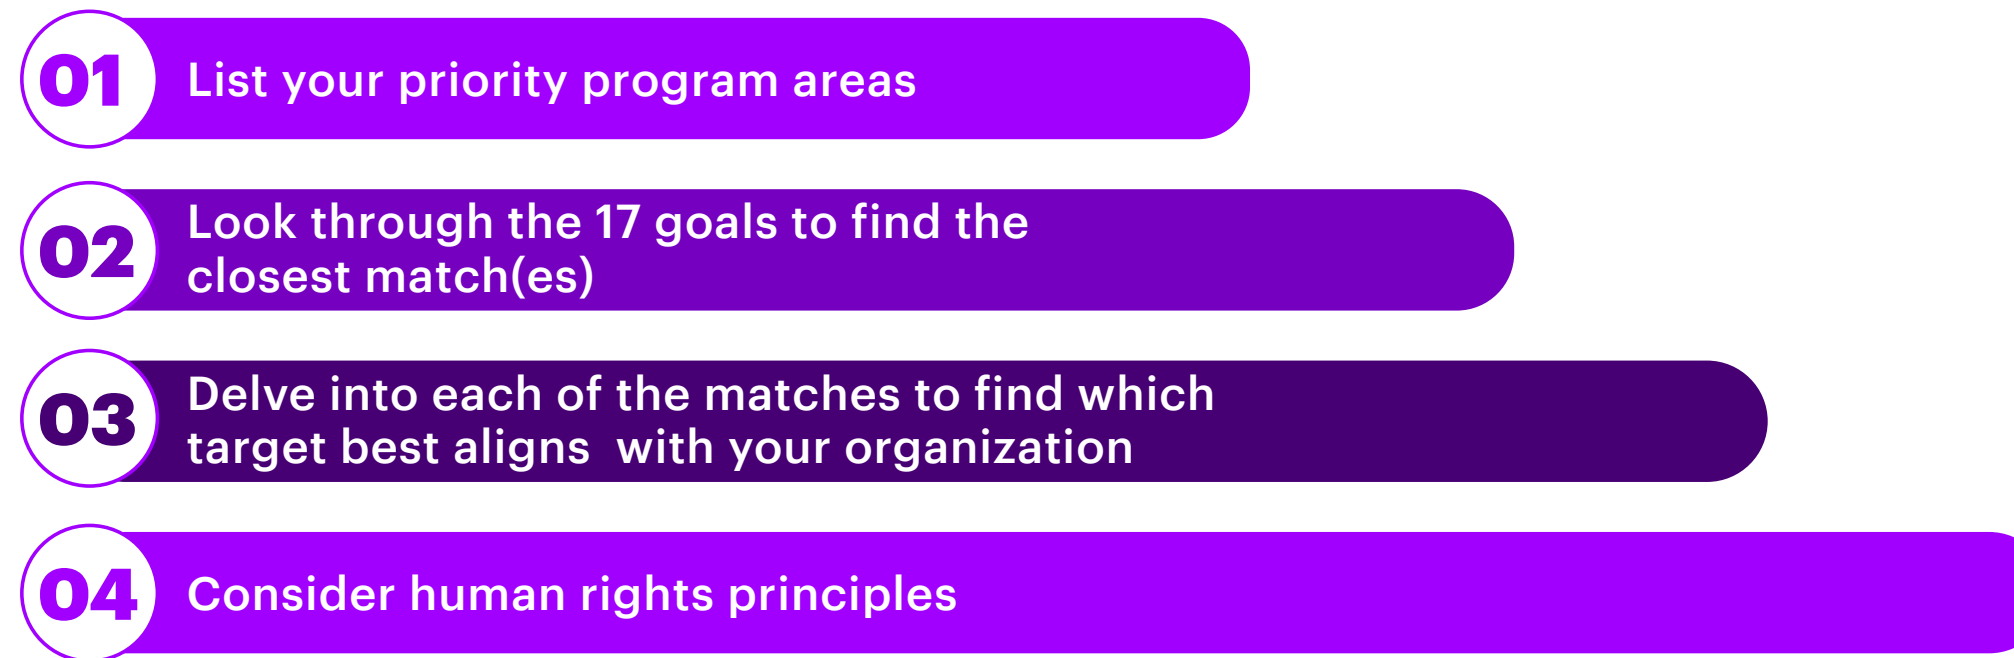 01 List your priority program areas
02 Look through the 17 goals to find the
closest match(es)
03 Delve into each of the matches to find which
target best aligns  with your organization
04 Consider human rights principles